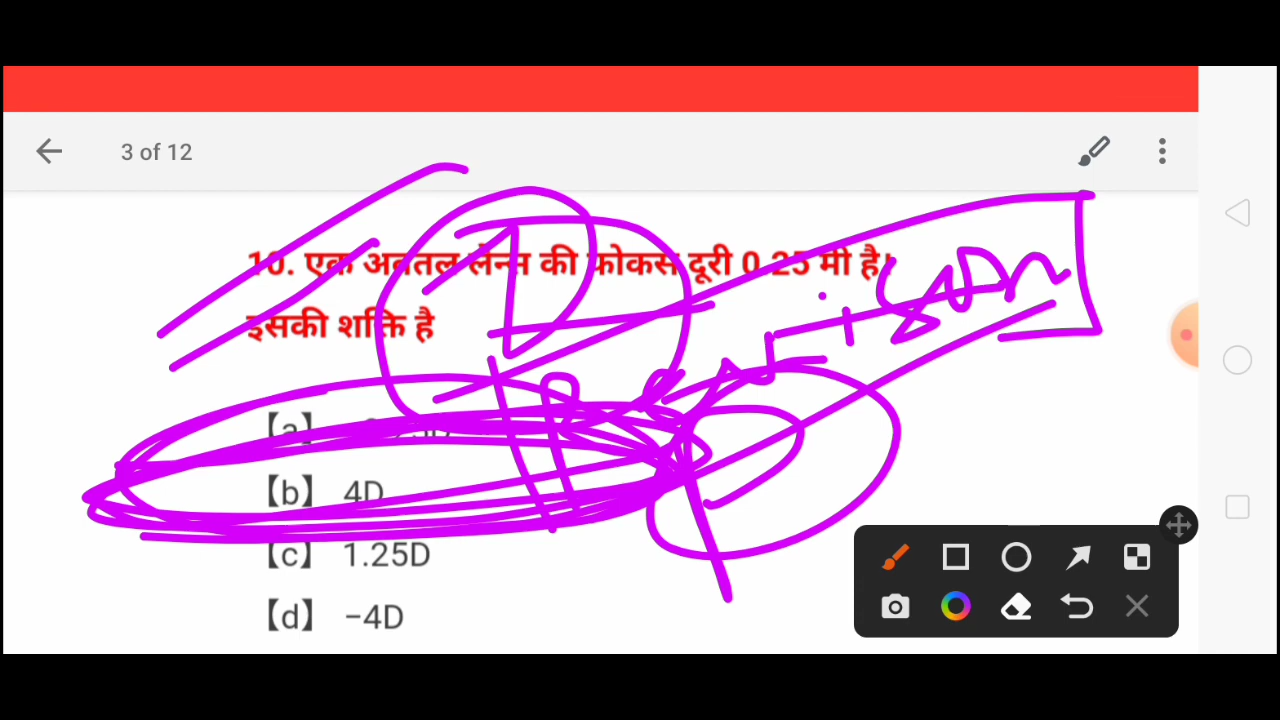 3 of 12
10. एक अवतल लेन्स की फोकस दूरी 0.25 मी है।
इसकी शक्ति है
【a】
【b】 4D
【c】 1.25D
【d】 −4D